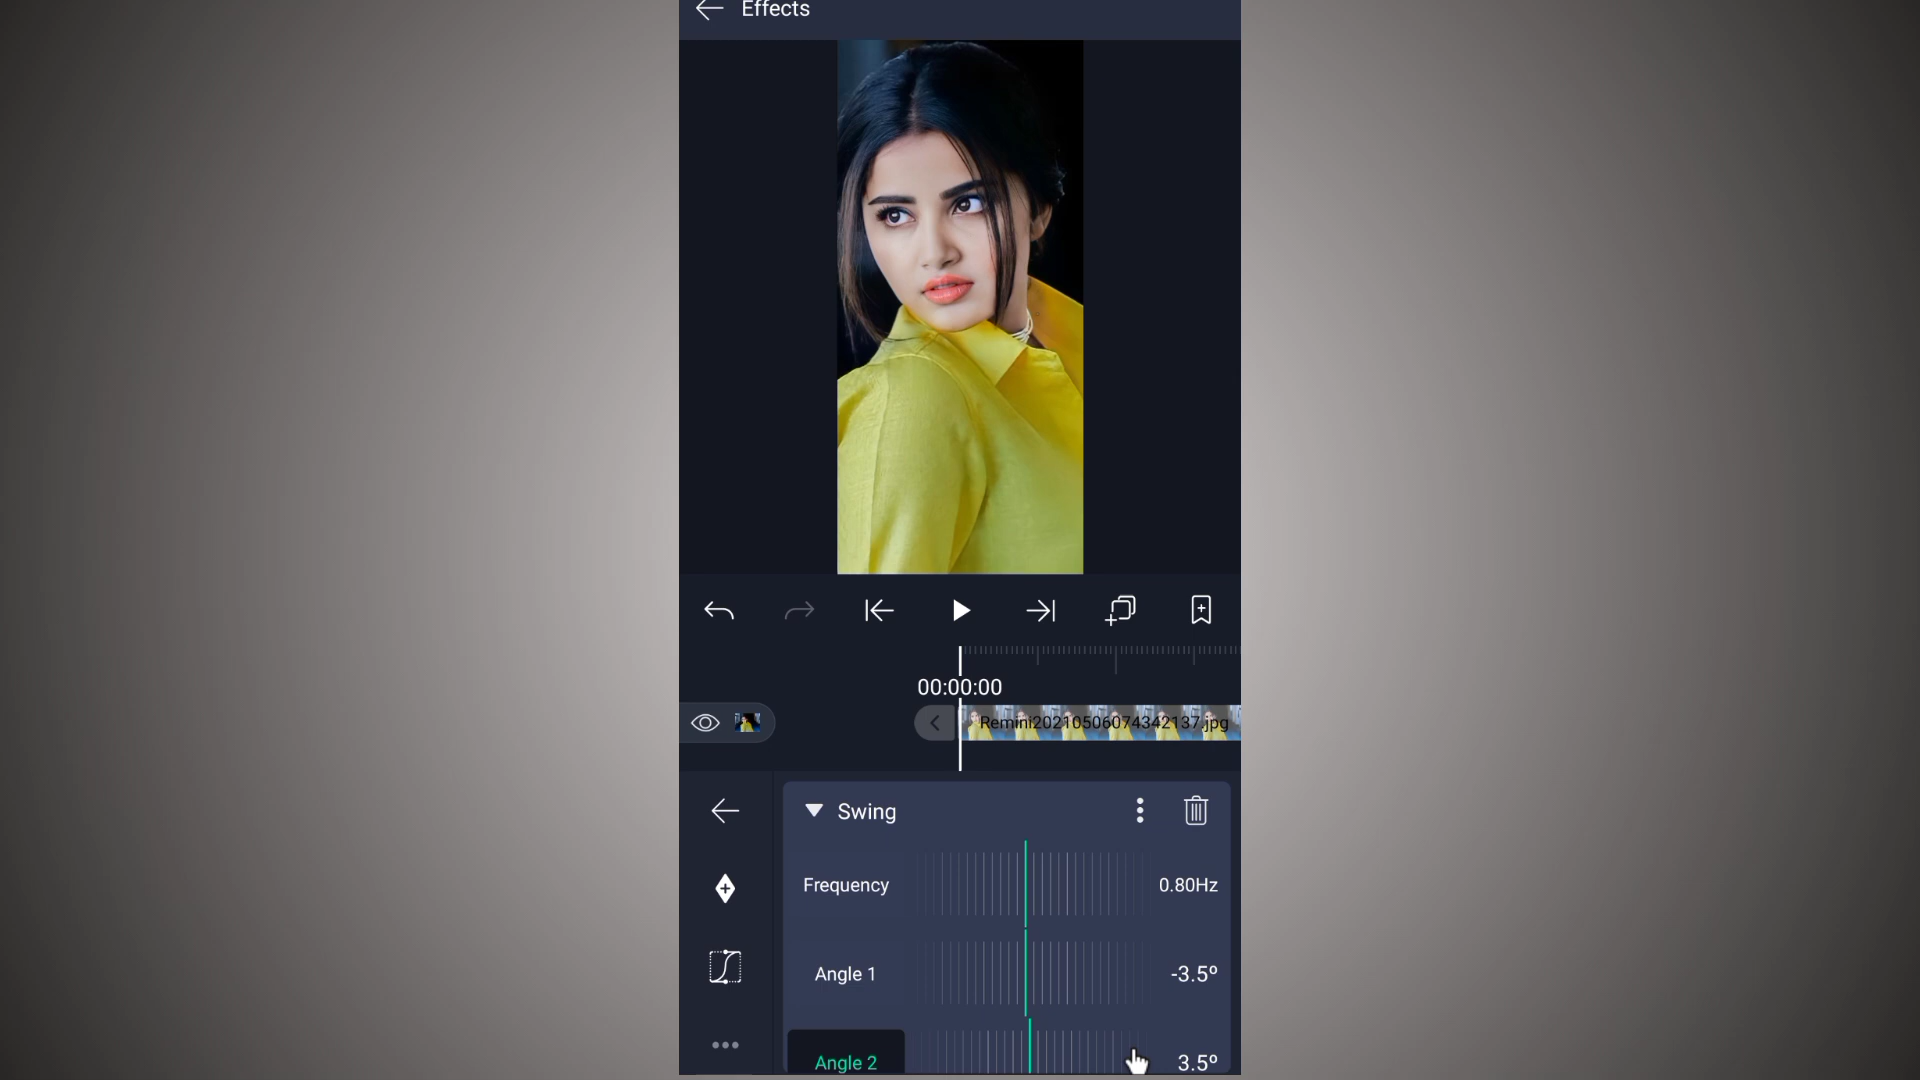 Effects
00:00:00
Remini20210506074342137.jpg
Swing
Frequency 0.80Hz
Angle 1 -3.5º
Angle 2 3.5º